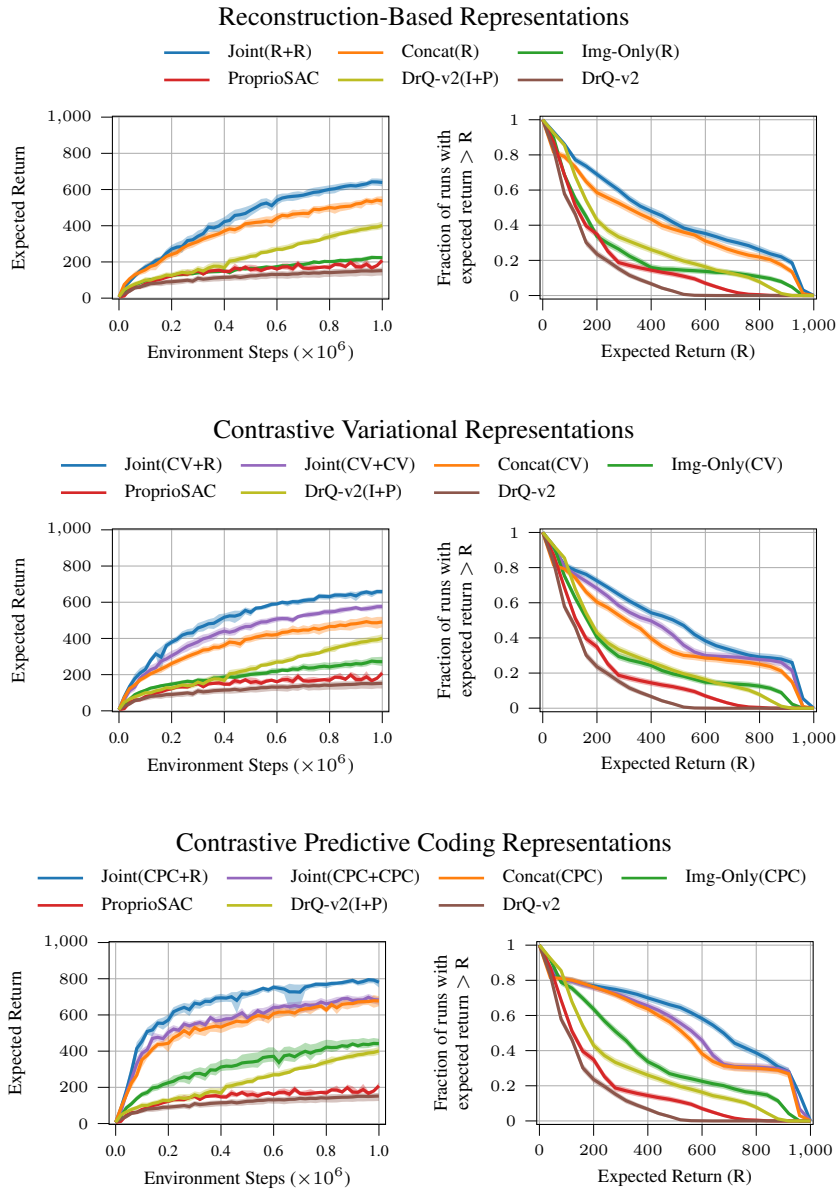 Reconstruction-Based Representations
Joint(R+R) Concat(R) Img-Only(R)
ProprioSAC DrQ-v2(I+P) DrQ-v2
Expected Return
1,000
800
600
400
200
0
0.0 0.2 0.4 0.6 0.8 1.0
Environment Steps (×10⁶)
Fraction of runs with
expected return > R
1
0.8
0.6
0.4
0.2
0
0 200 400 600 800 1,000
Expected Return (R)
Contrastive Variational Representations
Joint(CV+R) Joint(CV+CV) Concat(CV) Img-Only(CV)
ProprioSAC DrQ-v2(I+P) DrQ-v2
Expected Return
1,000
800
600
400
200
0
0.0 0.2 0.4 0.6 0.8 1.0
Environment Steps (×10⁶)
Fraction of runs with
expected return > R
1
0.8
0.6
0.4
0.2
0
0 200 400 600 800 1,000
Expected Return (R)
Contrastive Predictive Coding Representations
Joint(CPC+R) Joint(CPC+CPC) Concat(CPC) Img-Only(CPC)
ProprioSAC DrQ-v2(I+P) DrQ-v2
Expected Return
1,000
800
600
400
200
0
0.0 0.2 0.4 0.6 0.8 1.0
Environment Steps (×10⁶)
Fraction of runs with
expected return > R
1
0.8
0.6
0.4
0.2
0
0 200 400 600 800 1,000
Expected Return (R)